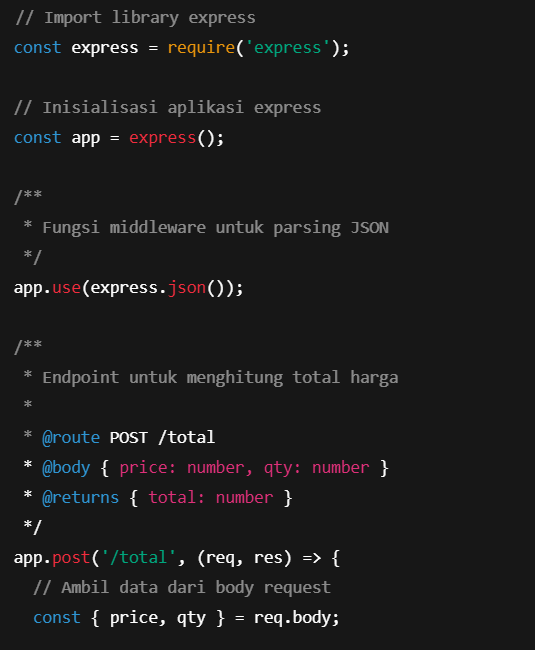 // Import library express
const express = require('express');
// Inisialisasi aplikasi express
const app = express();
/**
 * Fungsi middleware untuk parsing JSON
 */
app.use(express.json());
/**
 * Endpoint untuk menghitung total harga
 *
 * @route POST /total
 * @body { price: number, qty: number }
 * @returns { total: number }
 */
app.post('/total', (req, res) => {
  // Ambil data dari body request
  const { price, qty } = req.body;